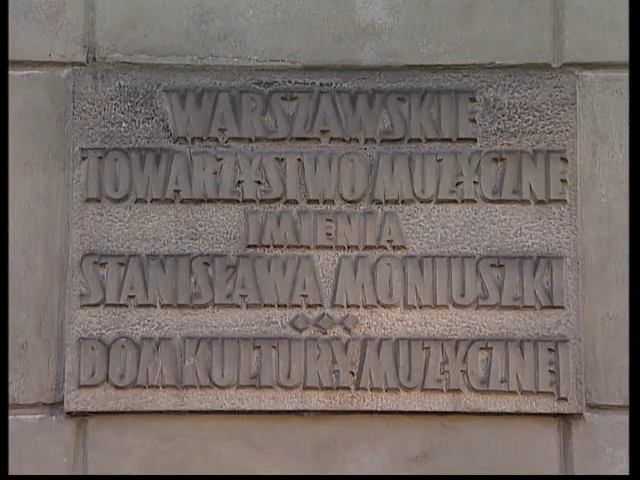 WARSZAWSKIE
TOWARZYSTWO MUZYCZNE
IMIENIA
STANISŁAWA MONIUSZKI
DOM KULTURY MUZYCZNEJ